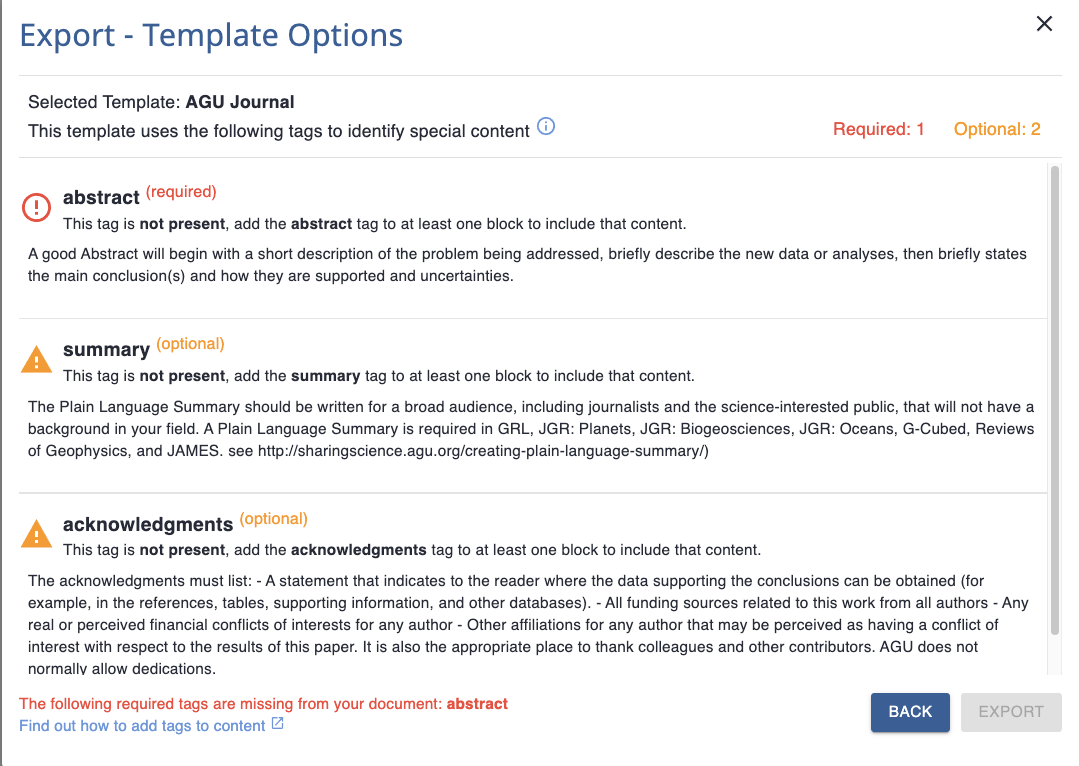 Export - Template Options
Selected Template: AGU Journal
This template uses the following tags to identify special content
Required: 1 Optional: 2
abstract (required)
This tag is not present, add the abstract tag to at least one block to include that content.
A good Abstract will begin with a short description of the problem being addressed, briefly describe the new data or analyses, then briefly states
the main conclusion(s) and how they are supported and uncertainties.
summary (optional)
This tag is not present, add the summary tag to at least one block to include that content.
The Plain Language Summary should be written for a broad audience, including journalists and the science-interested public, that will not have a
background in your field. A Plain Language Summary is required in GRL, JGR: Planets, JGR: Biogeosciences, JGR: Oceans, G-Cubed, Reviews
of Geophysics, and JAMES. see http://sharingscience.agu.org/creating-plain-language-summary/)
acknowledgments (optional)
This tag is not present, add the acknowledgments tag to at least one block to include that content.
The acknowledgments must list: - A statement that indicates to the reader where the data supporting the conclusions can be obtained (for
example, in the references, tables, supporting information, and other databases). - All funding sources related to this work from all authors - Any
real or perceived financial conflicts of interests for any author - Other affiliations for any author that may be perceived as having a conflict of
interest with respect to the results of this paper. It is also the appropriate place to thank colleagues and other contributors. AGU does not
normally allow dedications.
The following required tags are missing from your document: abstract
Find out how to add tags to content
BACK
EXPORT